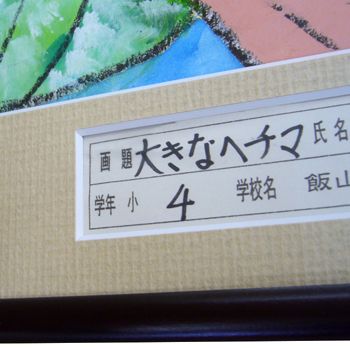 画題 大きなヘチマ 氏名
学年 小 4 学校名 飯山